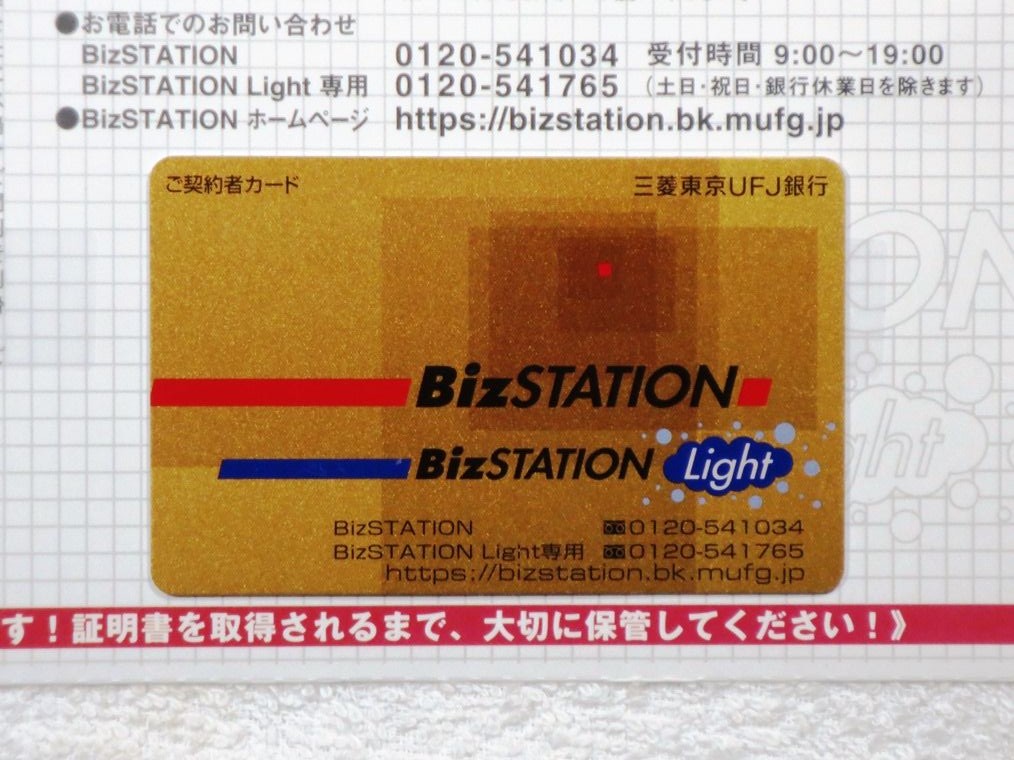 ●お電話でのお問い合わせ
BizSTATION 0120-541034 受付時間 9:00〜19:00
BizSTATION Light 専用 0120-541765 (土日・祝日・銀行休業日を除きます)
●BizSTATION ホームページ https://bizstation.bk.mufg.jp
ご契約者カード 三菱東京UFJ銀行
BizSTATION
BizSTATION Light
BizSTATION 0120-541034
BizSTATION Light専用 0120-541765
https://bizstation.bk.mufg.jp
ON
ght
す！証明書を取得されるまで、大切に保管してください！》